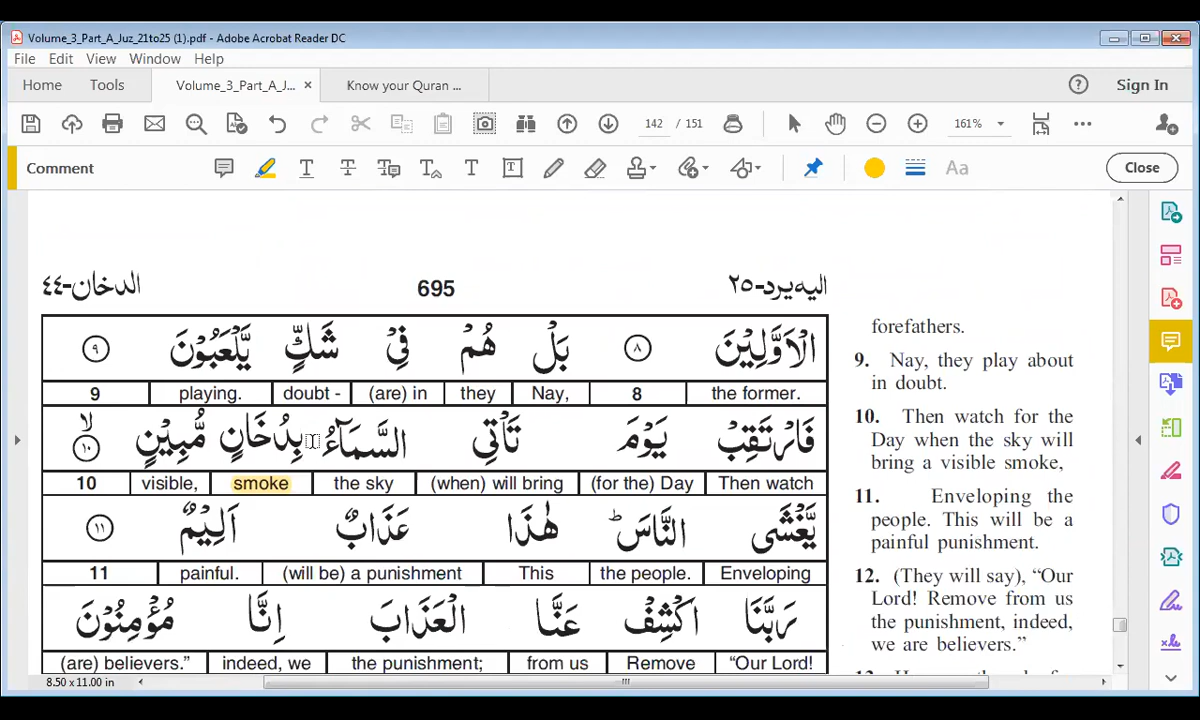 Volume_3_Part_A_Juz_21to25 (1).pdf - Adobe Acrobat Reader DC
File Edit View Window Help
Home Tools Volume_3_Part_A_J... × Know your Quran ... Sign In
142 / 151 161%
Comment Close
الدخان-٤٤ 695 اليه يرد-٢٥
الْاَوَّلِيْنَ ٨ بَلْ هُمْ فِيْ شَكٍّ يَّلْعَبُوْنَ ٩
9 playing. doubt - (are) in they Nay, 8 the former.
فَارْتَقِبْ يَوْمَ تَاْتِي السَّمَآءُ بِدُخَانٍ مُّبِيْنٍ ١٠ لا
10 visible, smoke the sky (when) will bring (for the) Day Then watch
يَّغْشَى النَّاسَ ط هٰذَا عَذَابٌ اَلِيْمٌ ١١
11 painful. (will be) a punishment This the people. Enveloping
رَبَّنَا اكْشِفْ عَنَّا الْعَذَابَ اِنَّا مُؤْمِنُوْنَ
(are) believers.” indeed, we the punishment; from us Remove “Our Lord!
forefathers.
9. Nay, they play about
in doubt.
10. Then watch for the
Day when the sky will
bring a visible smoke,
11. Enveloping the
people. This will be a
painful punishment.
12. (They will say), “Our
Lord! Remove from us
the punishment, indeed,
we are believers.”
8.50 x 11.00 in